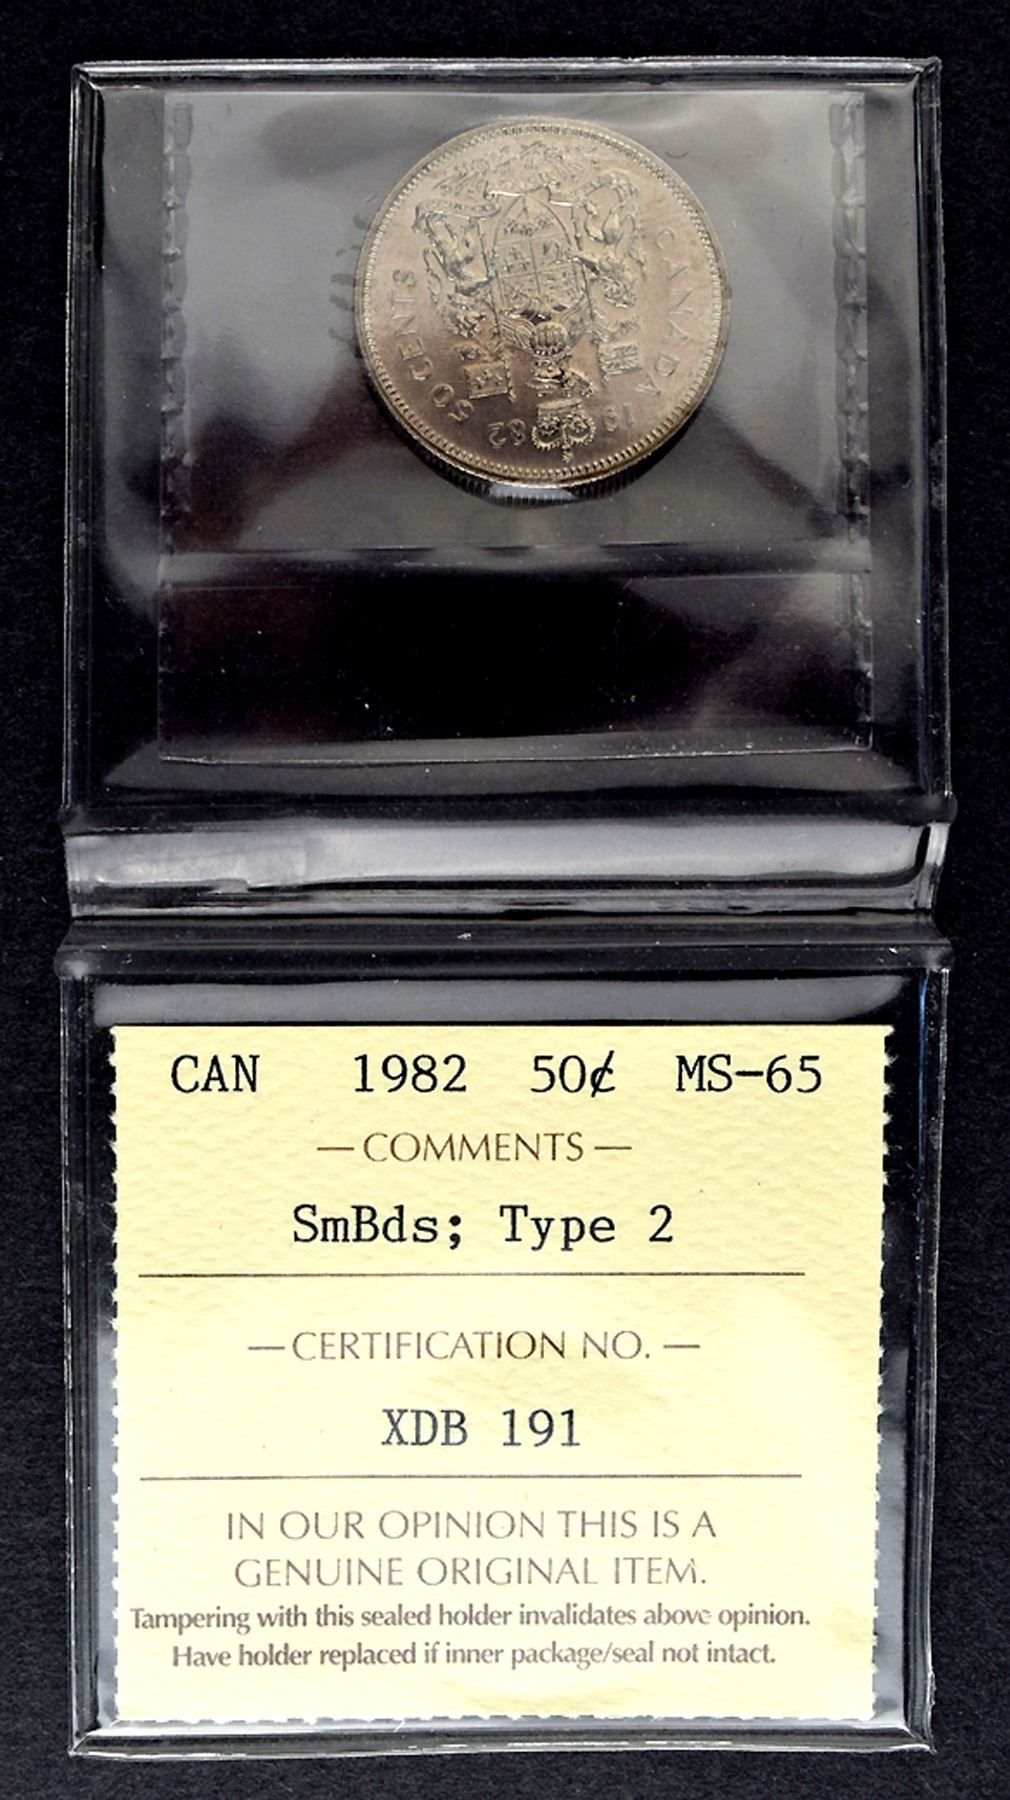 CANADA
50 CENTS
1982
CAN 1982 50¢ MS-65
— COMMENTS —
SmBds; Type 2
— CERTIFICATION NO. —
XDB 191
IN OUR OPINION THIS IS A
GENUINE ORIGINAL ITEM.
Tampering with this sealed holder invalidates above opinion.
Have holder replaced if inner package/seal not intact.